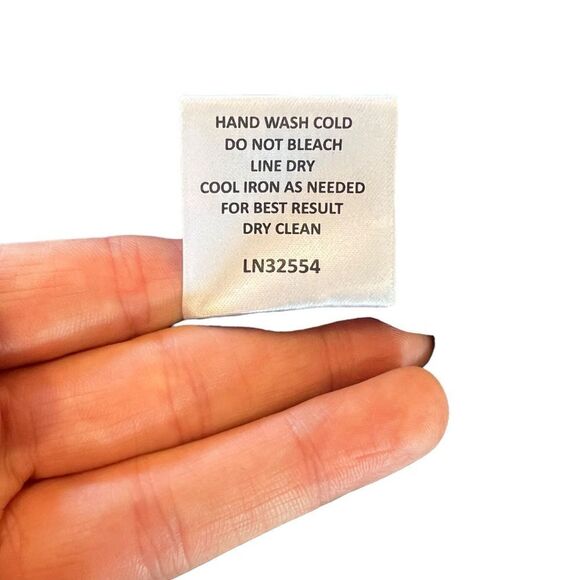 HAND WASH COLD
DO NOT BLEACH
LINE DRY
COOL IRON AS NEEDED
FOR BEST RESULT
DRY CLEAN
LN32554